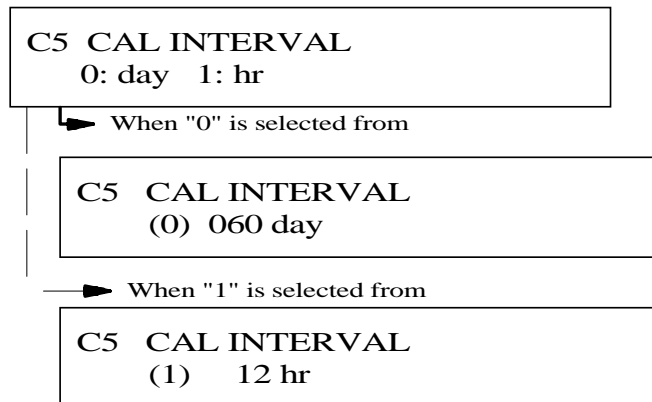 C5 CAL INTERVAL
0: day 1: hr
When "0" is selected from
C5 CAL INTERVAL
(0) 060 day
When "1" is selected from
C5 CAL INTERVAL
(1) 12 hr